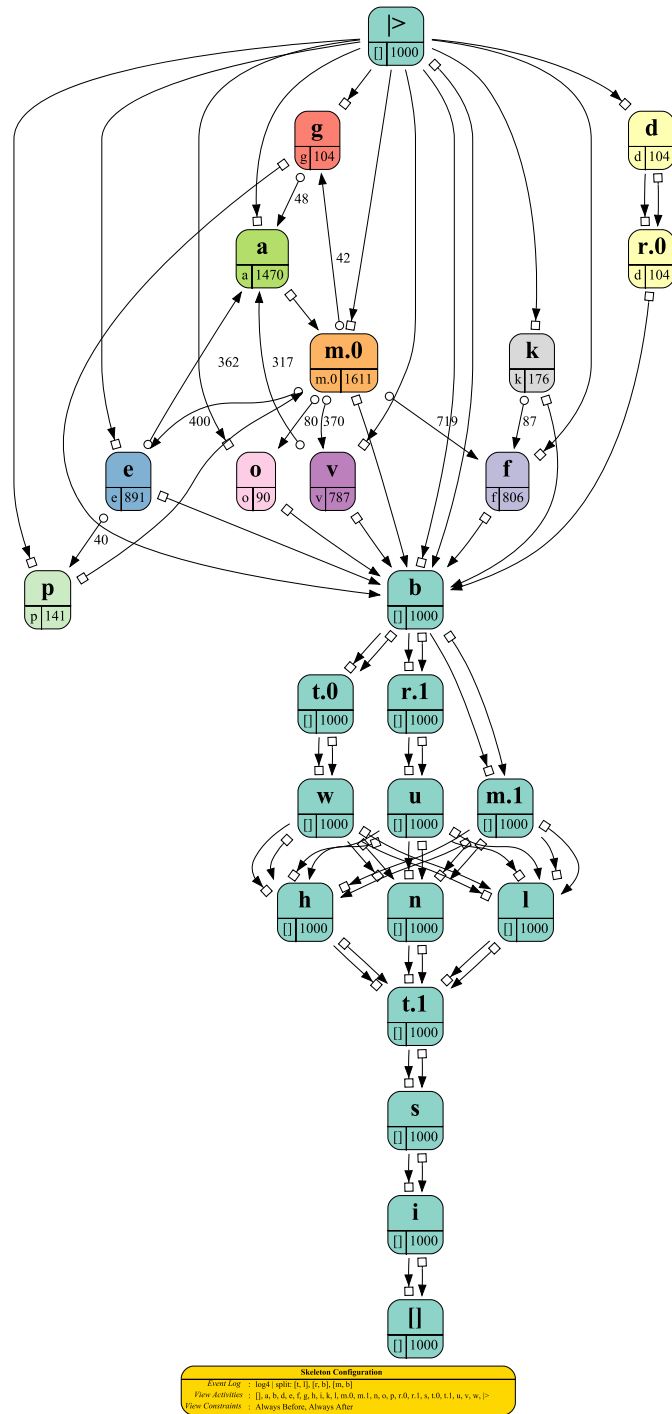 |>
[] 1000
g
g 104
d
d 104
48
a
a 1470
r.0
d 104
42
m.0
m.0 1611
k
k 176
362
317
400
80
370
719
87
e
e 891
o
o 90
v
v 787
f
f 806
40
p
p 141
b
[] 1000
t.0
[] 1000
r.1
[] 1000
w
[] 1000
u
[] 1000
m.1
[] 1000
h
[] 1000
n
[] 1000
l
[] 1000
t.1
[] 1000
s
[] 1000
i
[] 1000
[]
[] 1000
Skeleton Configuration
Event Log : log4 | split: [t, l], [r, b], [m, b]
View Activities : [], a, b, d, e, f, g, h, i, k, l, m.0, m.1, n, o, p, r.0, r.1, s, t.0, t.1, u, v, w, |>
View Constraints : Always Before, Always After